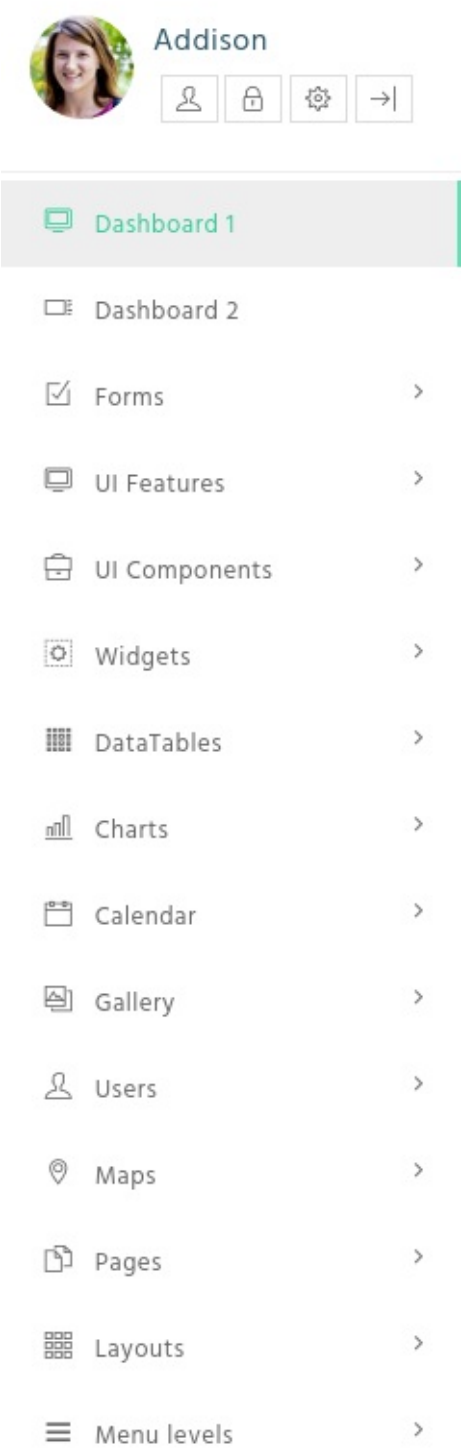 Addison
Dashboard 1
Dashboard 2
Forms
UI Features
UI Components
Widgets
DataTables
Charts
Calendar
Gallery
Users
Maps
Pages
Layouts
Menu levels